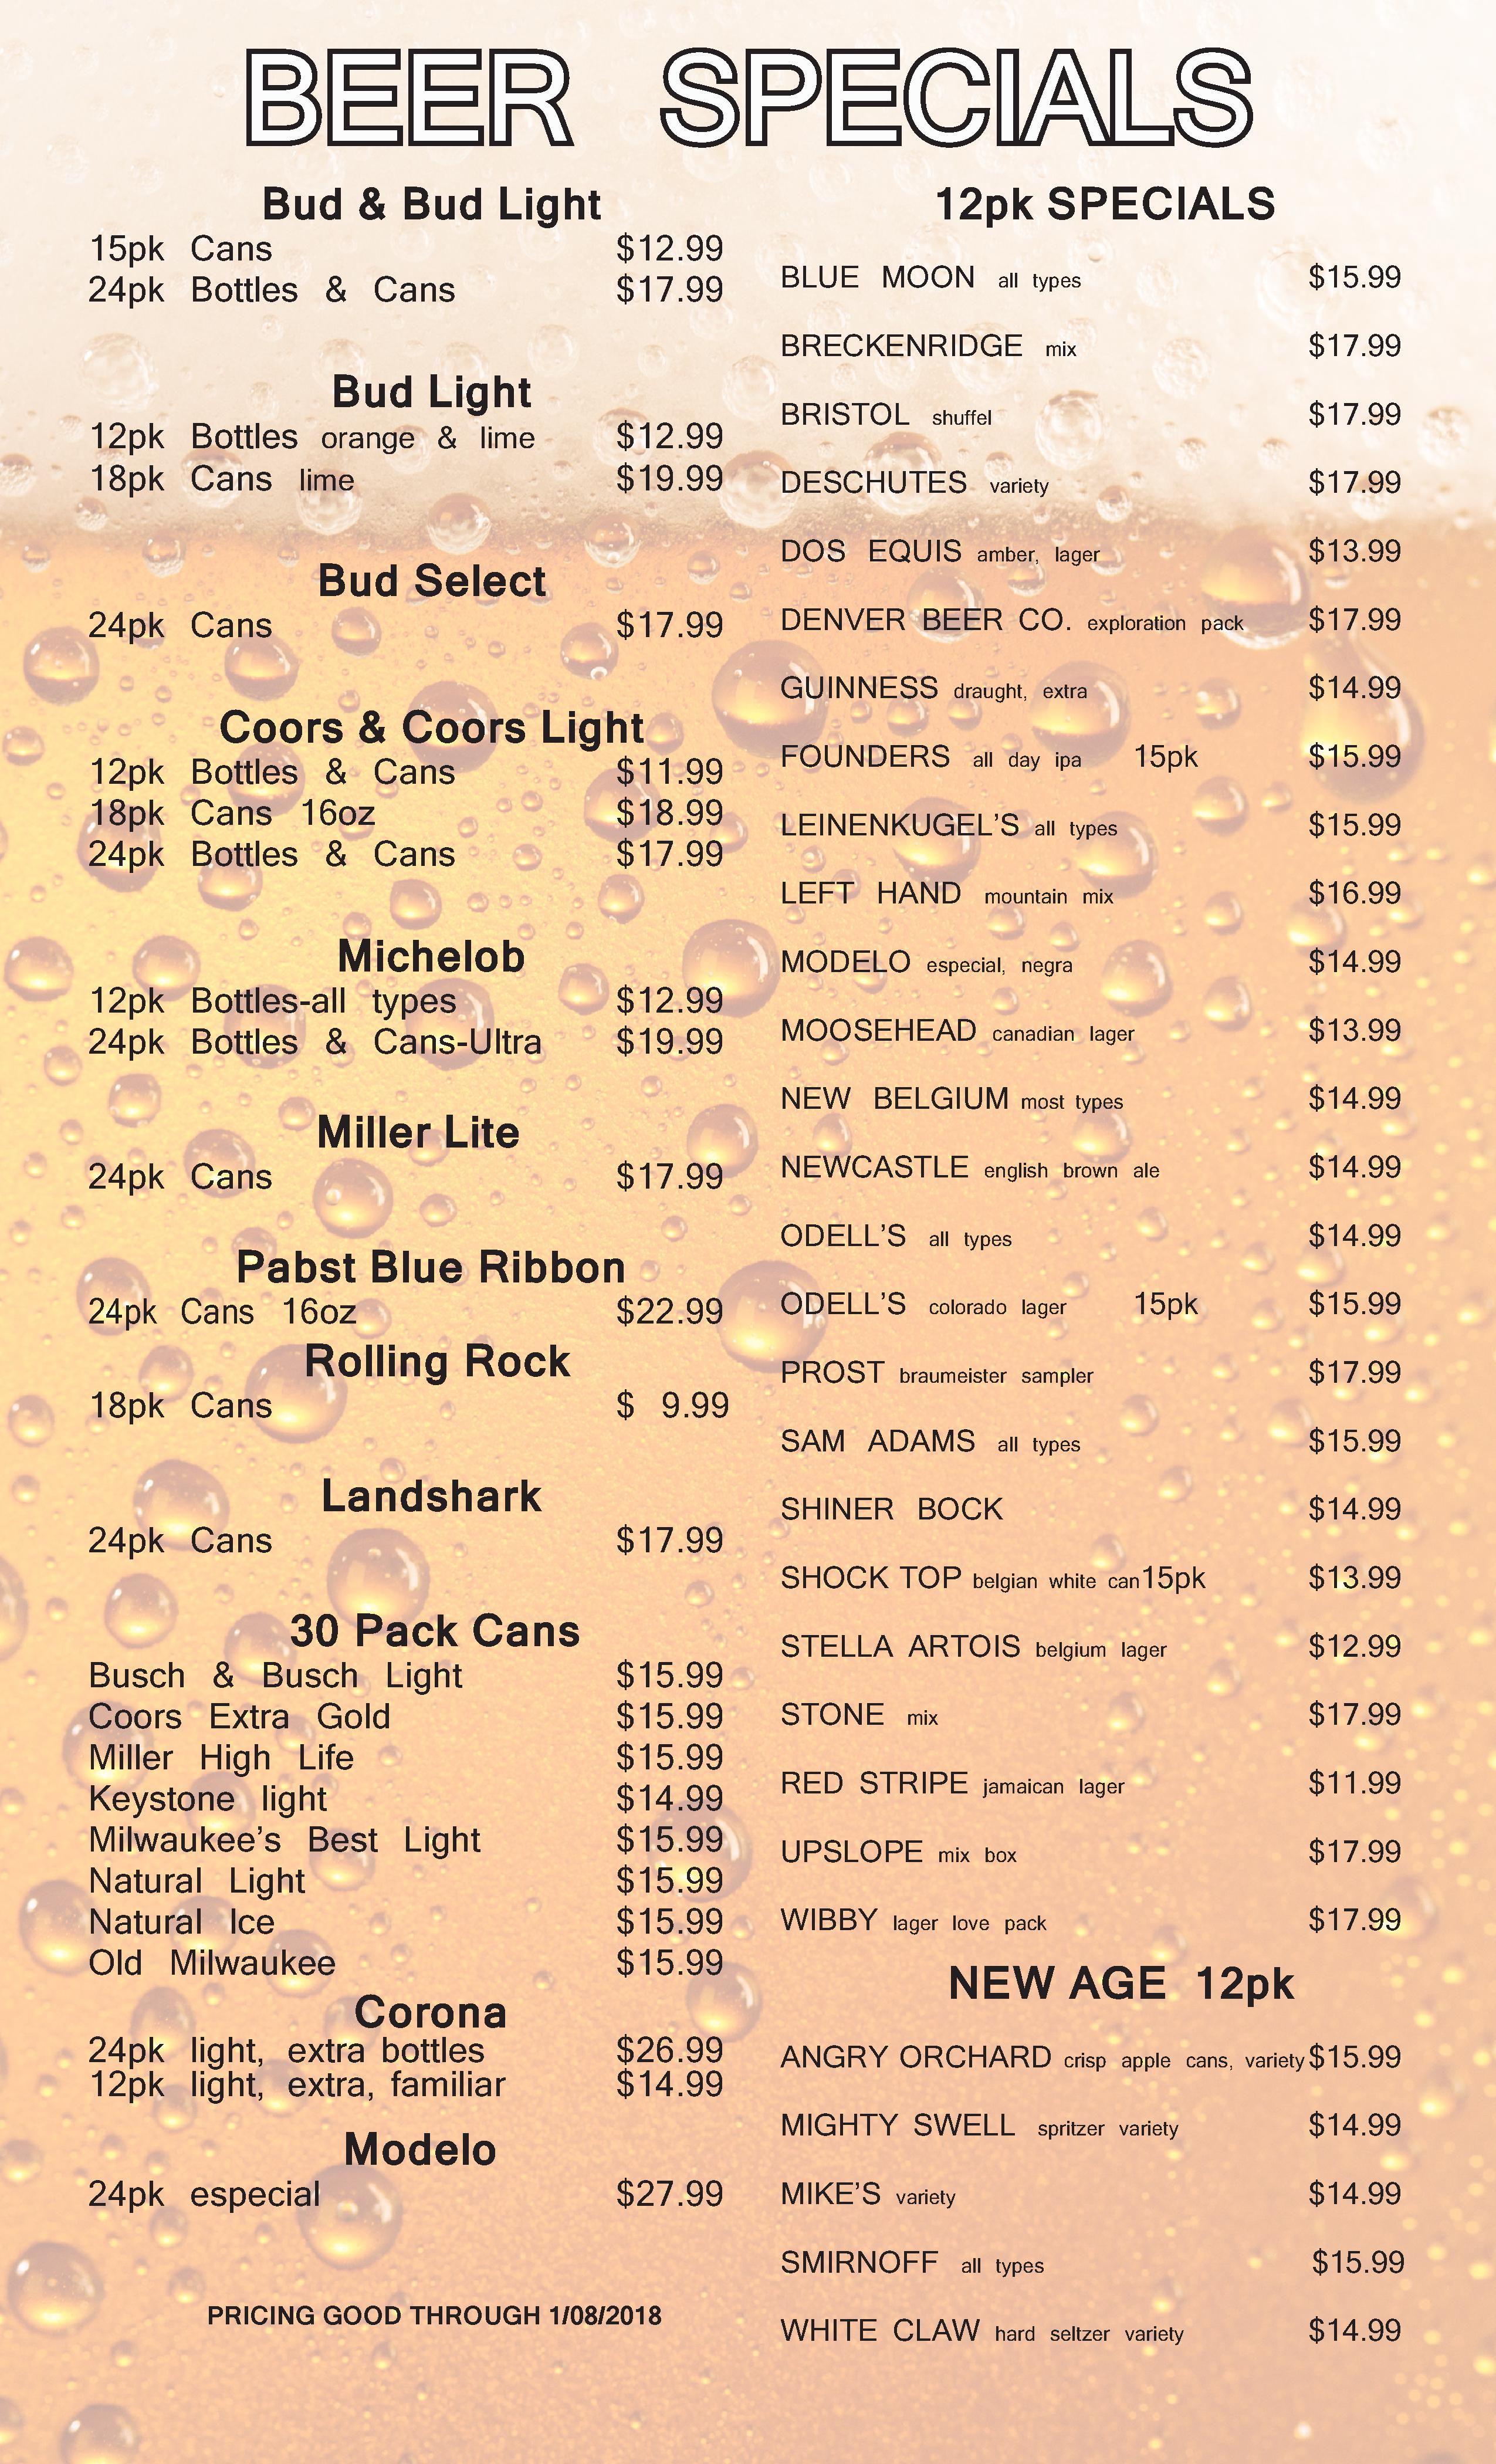 BEER SPECIALS
Bud & Bud Light
15pk Cans $12.99
24pk Bottles & Cans $17.99
Bud Light
12pk Bottles orange & lime $12.99
18pk Cans lime $19.99
Bud Select
24pk Cans $17.99
Coors & Coors Light
12pk Bottles & Cans $11.99
18pk Cans 16oz $18.99
24pk Bottles & Cans $17.99
Michelob
12pk Bottles-all types $12.99
24pk Bottles & Cans-Ultra $19.99
Miller Lite
24pk Cans $17.99
Pabst Blue Ribbon
24pk Cans 16oz $22.99
Rolling Rock
18pk Cans $ 9.99
Landshark
24pk Cans $17.99
30 Pack Cans
Busch & Busch Light $15.99
Coors Extra Gold $15.99
Miller High Life $15.99
Keystone light $14.99
Milwaukee's Best Light $15.99
Natural Light $15.99
Natural Ice $15.99
Old Milwaukee $15.99
Corona
24pk light, extra bottles $26.99
12pk light, extra, familiar $14.99
Modelo
24pk especial $27.99
PRICING GOOD THROUGH 1/08/2018
12pk SPECIALS
BLUE MOON all types $15.99
BRECKENRIDGE mix $17.99
BRISTOL shuffel $17.99
DESCHUTES variety $17.99
DOS EQUIS amber, lager $13.99
DENVER BEER CO. exploration pack $17.99
GUINNESS draught, extra $14.99
FOUNDERS all day ipa 15pk $15.99
LEINENKUGEL'S all types $15.99
LEFT HAND mountain mix $16.99
MODELO especial, negra $14.99
MOOSEHEAD canadian lager $13.99
NEW BELGIUM most types $14.99
NEWCASTLE english brown ale $14.99
ODELL'S all types $14.99
ODELL'S colorado lager 15pk $15.99
PROST braumeister sampler $17.99
SAM ADAMS all types $15.99
SHINER BOCK $14.99
SHOCK TOP belgian white can15pk $13.99
STELLA ARTOIS belgium lager $12.99
STONE mix $17.99
RED STRIPE jamaican lager $11.99
UPSLOPE mix box $17.99
WIBBY lager love pack $17.99
NEW AGE 12pk
ANGRY ORCHARD crisp apple cans, variety $15.99
MIGHTY SWELL spritzer variety $14.99
MIKE'S variety $14.99
SMIRNOFF all types $15.99
WHITE CLAW hard seltzer variety $14.99